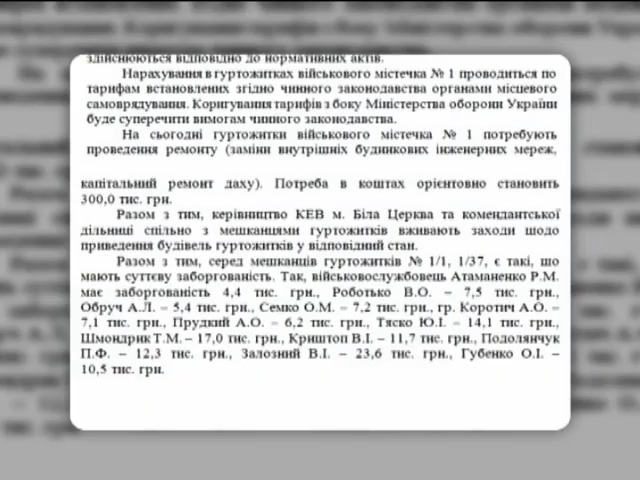 здійснюються відповідно до нормативних актів.
Нарахування в гуртожитках військового містечка № 1 проводиться по
тарифам встановлених згідно чинного законодавства органами місцевого
самоврядування. Коригування тарифів з боку Міністерства оборони України
буде суперечити вимогам чинного законодавства.
На сьогодні гуртожитки військового містечка № 1 потребують
проведення ремонту (заміни внутрішніх будинкових інженерних мереж,
капітальний ремонт даху). Потреба в коштах орієнтовно становить
300,0 тис. грн.
Разом з тим, керівництво КЕВ м. Біла Церква та комендантської
дільниці спільно з мешканцями гуртожитків вживають заходи щодо
приведення будівель гуртожитків у відповідний стан.
Разом з тим, серед мешканців гуртожитків № 1/1, 1/37, є такі, що
мають суттєву заборгованість. Так, військовослужбовець Атаманенко Р.М.
має заборгованість 4,4 тис. грн., Роботько В.О. – 7,5 тис. грн.,
Обруч А.Л. – 5,4 тис. грн., Семко О.М. – 7,2 тис. грн., гр. Коротич А.О. –
7,1 тис. грн., Прудкий А.О. – 6,2 тис. грн., Тяско Ю.І. – 14,1 тис. грн.,
Шмондрик Т.М. – 17,0 тис. грн., Криштоп В.І. – 11,7 тис. грн., Подолянчук
П.Ф. – 12,3 тис. грн., Залозний В.І. – 23,6 тис. грн., Губенко О.І. –
10,5 тис. грн.